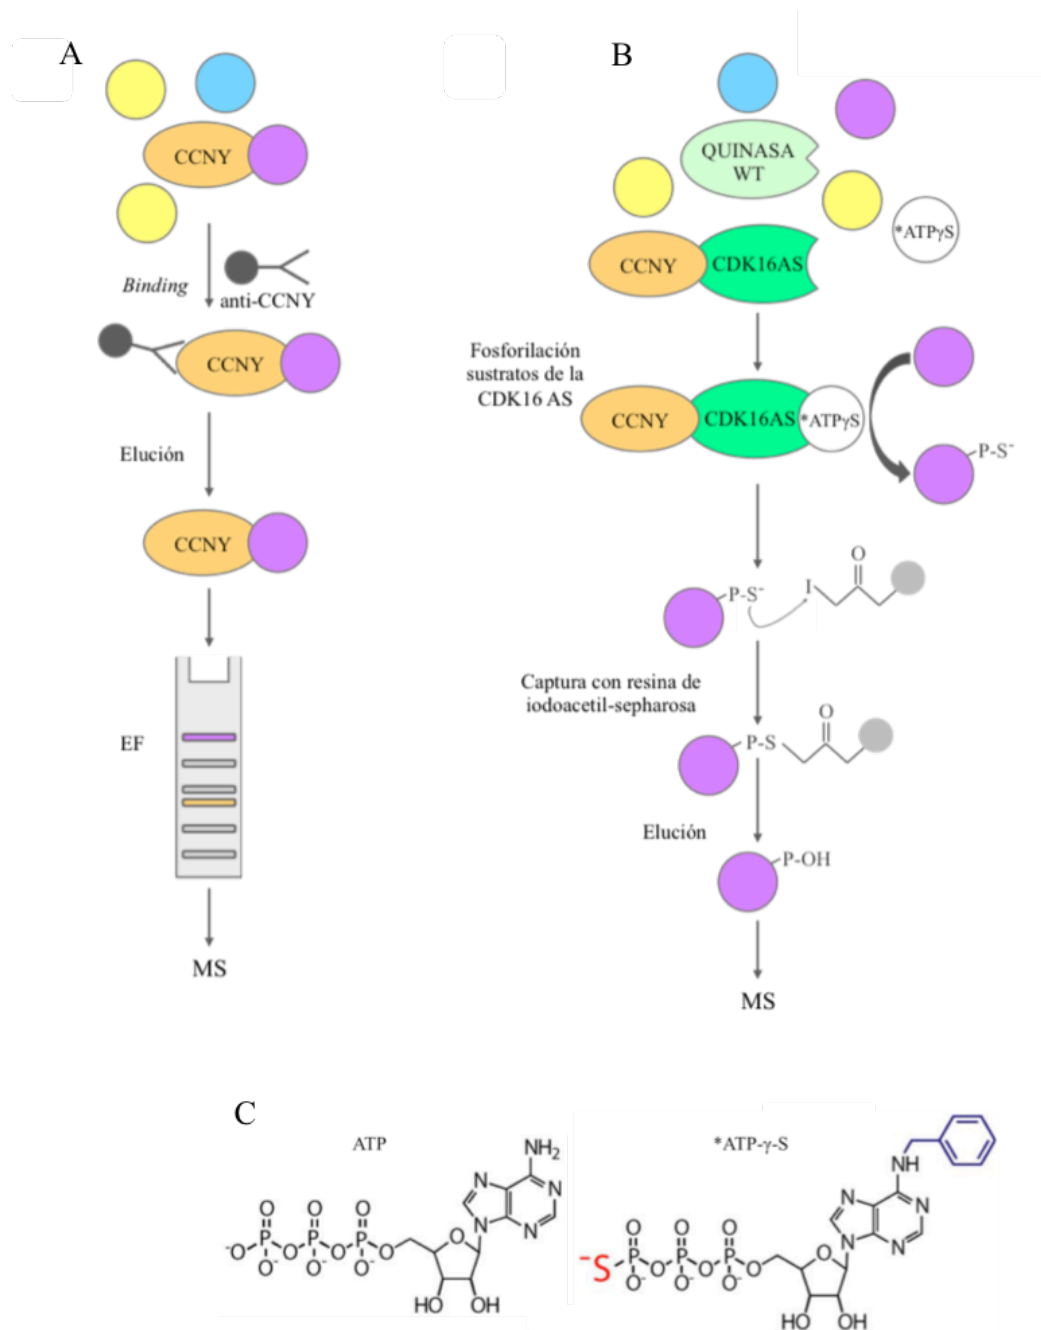 A
CCNY
Binding
anti-CCNY
CCNY
Elución
CCNY
EF
MS
B
QUINASA
WT
*ATPγS
CCNY
CDK16AS
Fosforilación
sustratos de la
CDK16 AS
CCNY
CDK16AS
*ATPγS
P-S⁻
P-S⁻
I
O
Captura con resina de
iodoacetil-sepharosa
O
P-S
Elución
P-OH
MS
C
ATP
NH₂
N
N
N
N
O
O
O
O
⁻O
P
O
P
O
P
O
O⁻
O⁻
O⁻
HO
OH
*ATP-γ-S
NH
N
N
N
N
O
O
O
O
⁻S
P
O
P
O
P
O
O⁻
O⁻
O⁻
HO
OH